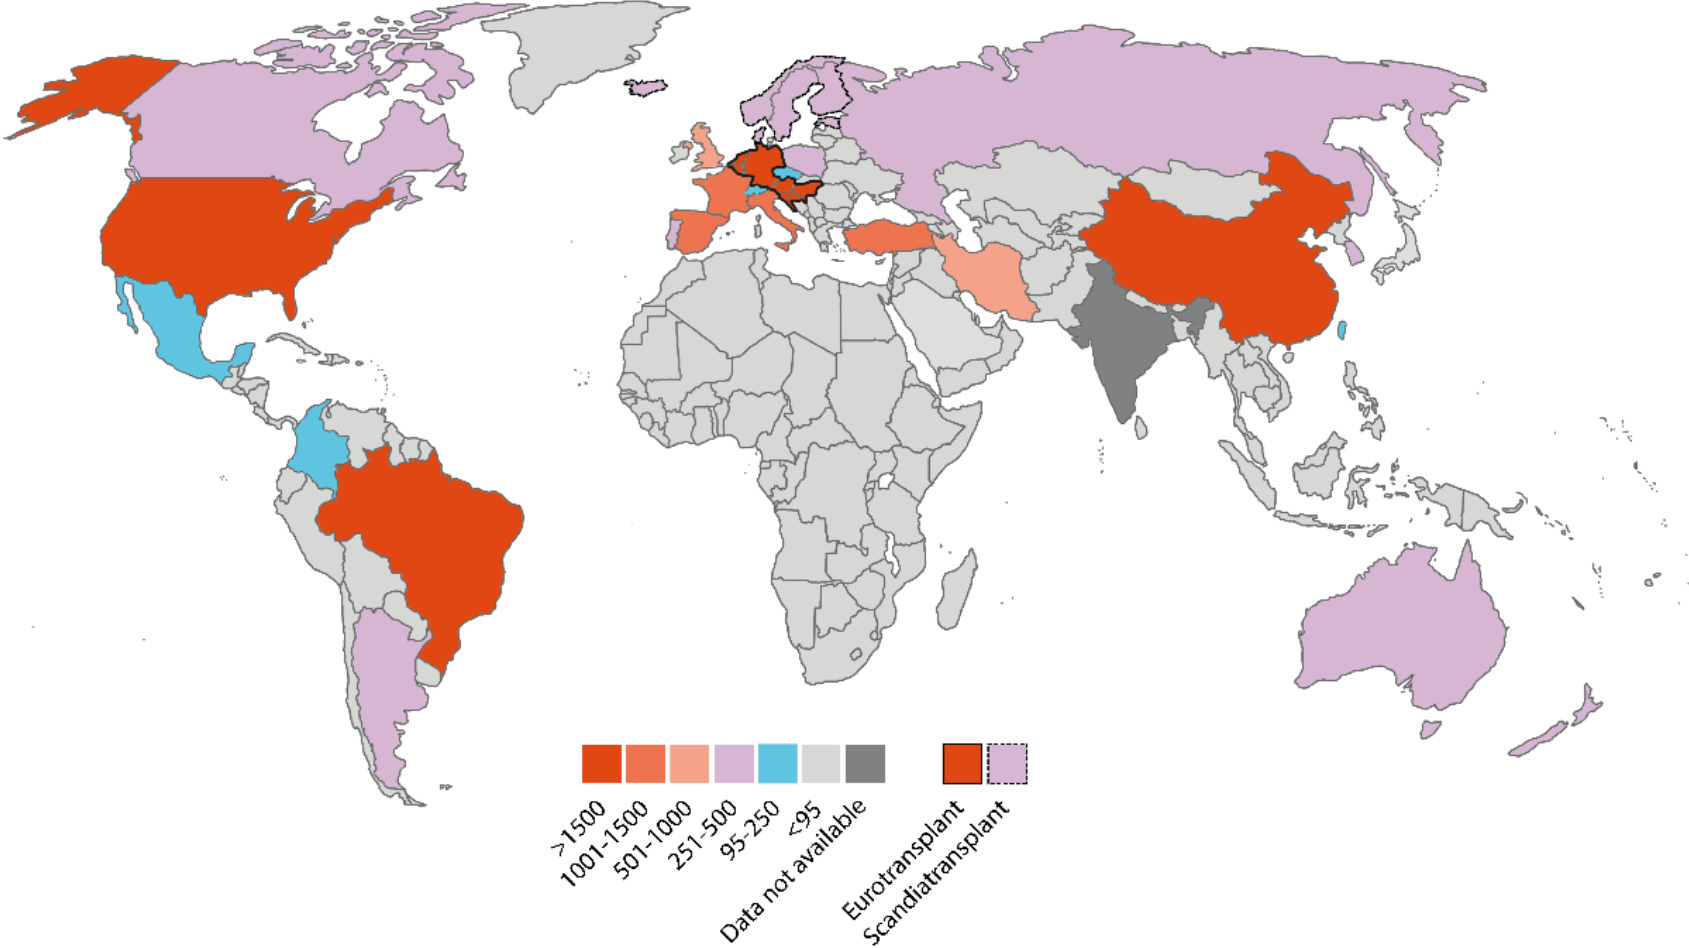 >1500
1001-1500
501-1000
251-500
95-250
<95
Data not available
Eurotransplant
Scandiatransplant